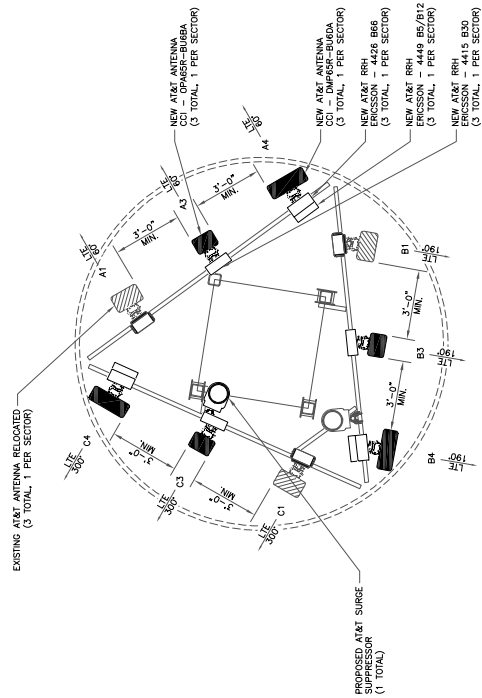 EXISTING AT&T ANTENNA RELOCATED
(3 TOTAL, 1 PER SECTOR)
NEW AT&T ANTENNA
CCI - OPA65R-BU6BA
(3 TOTAL, 1 PER SECTOR)
NEW AT&T ANTENNA
CCI - DMP65R-BU6DA
(3 TOTAL, 1 PER SECTOR)
NEW AT&T RRH
ERICSSON - 4426 B66
(3 TOTAL, 1 PER SECTOR)
NEW AT&T RRH
ERICSSON - 4449 B5/B12
(3 TOTAL, 1 PER SECTOR)
NEW AT&T RRH
ERICSSON - 4415 B30
(3 TOTAL, 1 PER SECTOR)
PROPOSED AT&T SURGE
SUPPRESSOR
(1 TOTAL)
A1
LTE
60°
3'-0"
MIN.
A3
LTE
60°
3'-0"
MIN.
A4
LTE
60°
B1
LTE
190°
3'-0"
MIN.
B3
LTE
190°
3'-0"
MIN.
B4
LTE
190°
C4
LTE
300°
3'-0"
MIN.
C3
LTE
300°
3'-0"
MIN.
C1
LTE
300°